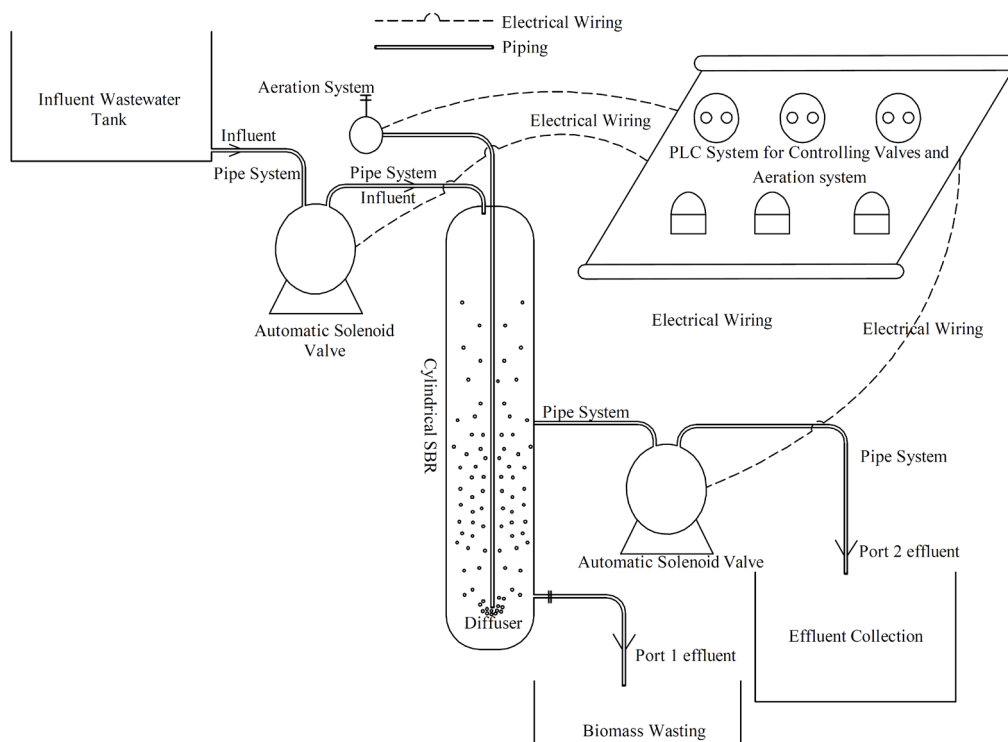 Electrical Wiring
Piping
Influent Wastewater
Tank
Aeration System
Influent
Pipe System
Pipe System
Influent
Electrical Wiring
PLC System for Controlling Valves and
Aeration system
Automatic Solenoid
Valve
Electrical Wiring
Electrical Wiring
Cylindrical SBR
Pipe System
Pipe System
Automatic Solenoid Valve
Port 2 effluent
Diffuser
Effluent Collection
Port 1 effluent
Biomass Wasting